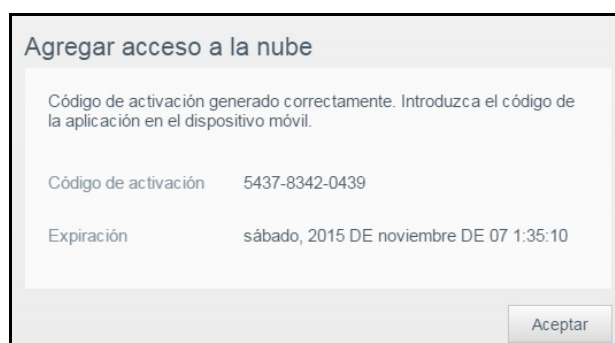 Agregar acceso a la nube
Código de activación generado correctamente. Introduzca el código de
la aplicación en el dispositivo móvil.
Código de activación 5437-8342-0439
Expiración sábado, 2015 DE noviembre DE 07 1:35:10
Aceptar